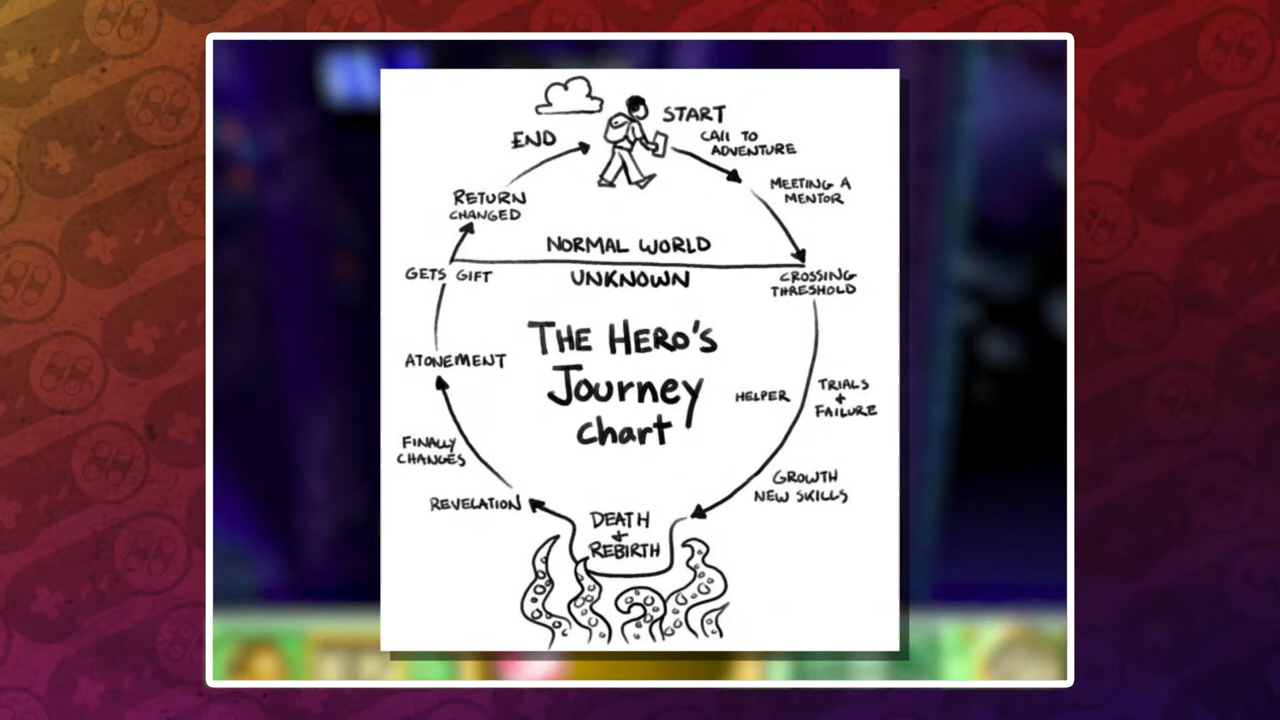 START
CALL TO
ADVENTURE
MEETING A
MENTOR
CROSSING
THRESHOLD
HELPER
TRIALS
+
FAILURE
GROWTH
NEW SKILLS
DEATH
+
REBIRTH
REVELATION
FINALLY
CHANGES
ATONEMENT
GETS GIFT
RETURN
CHANGED
END
NORMAL WORLD
UNKNOWN
THE HERO'S
JOURNEY
chart